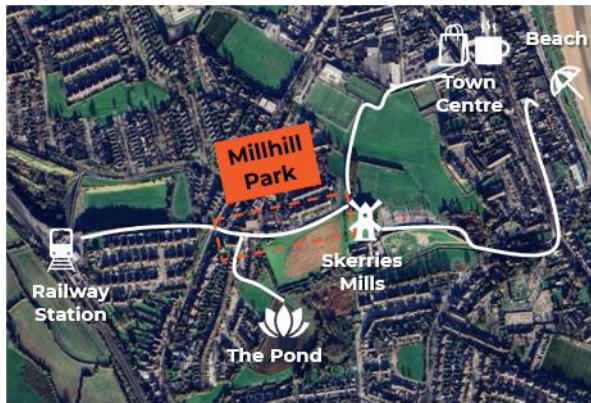 Beach
Town
Centre
Millhill
Park
Skerries
Mills
Railway
Station
The Pond